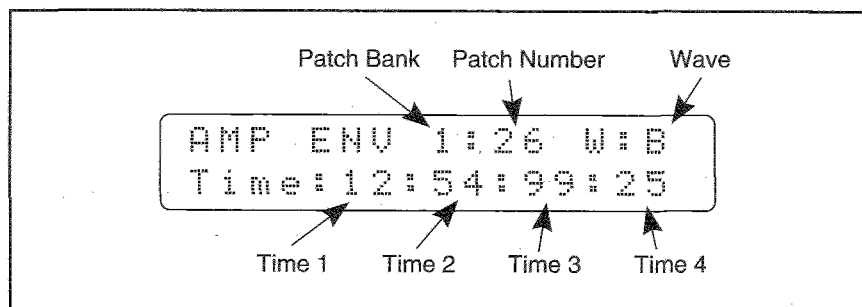 Patch Bank Patch Number Wave
AMP ENV 1:26 W:B
Time:12:54:99:25
Time 1 Time 2 Time 3 Time 4